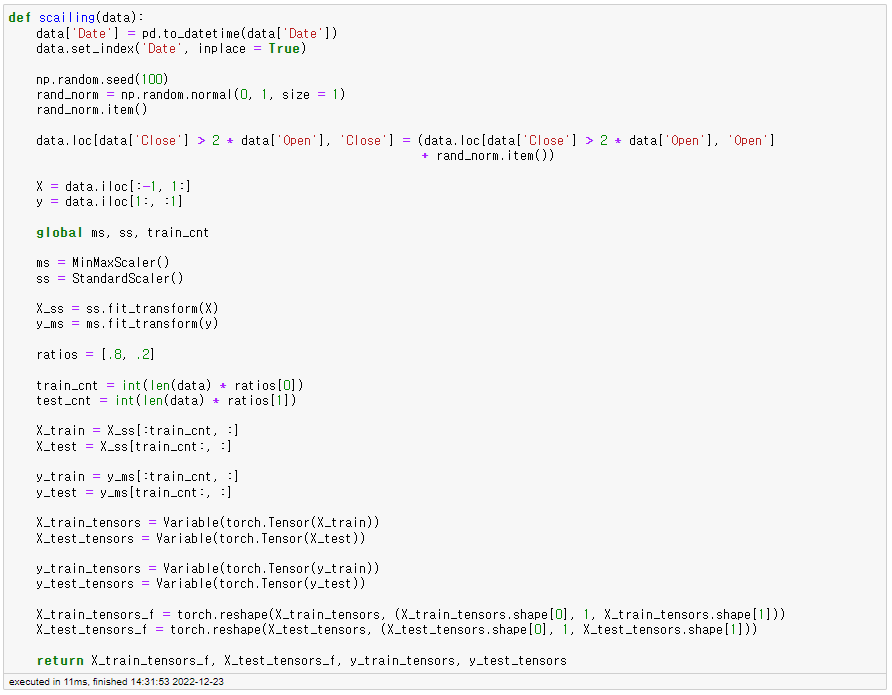 def scailing(data):
    data['Date'] = pd.to_datetime(data['Date'])
    data.set_index('Date', inplace = True)

    np.random.seed(100)
    rand_norm = np.random.normal(0, 1, size = 1)
    rand_norm.item()

    data.loc[data['Close'] > 2 * data['Open'], 'Close'] = (data.loc[data['Close'] > 2 * data['Open'], 'Open']
                                                           + rand_norm.item())

    X = data.iloc[:-1, 1:]
    y = data.iloc[1:, :1]

    global ms, ss, train_cnt

    ms = MinMaxScaler()
    ss = StandardScaler()

    X_ss = ss.fit_transform(X)
    y_ms = ms.fit_transform(y)

    ratios = [.8, .2]

    train_cnt = int(len(data) * ratios[0])
    test_cnt = int(len(data) * ratios[1])

    X_train = X_ss[:train_cnt, :]
    X_test = X_ss[train_cnt:, :]

    y_train = y_ms[:train_cnt, :]
    y_test = y_ms[train_cnt:, :]

    X_train_tensors = Variable(torch.Tensor(X_train))
    X_test_tensors = Variable(torch.Tensor(X_test))

    y_train_tensors = Variable(torch.Tensor(y_train))
    y_test_tensors = Variable(torch.Tensor(y_test))

    X_train_tensors_f = torch.reshape(X_train_tensors, (X_train_tensors.shape[0], 1, X_train_tensors.shape[1]))
    X_test_tensors_f = torch.reshape(X_test_tensors, (X_test_tensors.shape[0], 1, X_test_tensors.shape[1]))

    return X_train_tensors_f, X_test_tensors_f, y_train_tensors, y_test_tensors
executed in 11ms, finished 14:31:53 2022-12-23